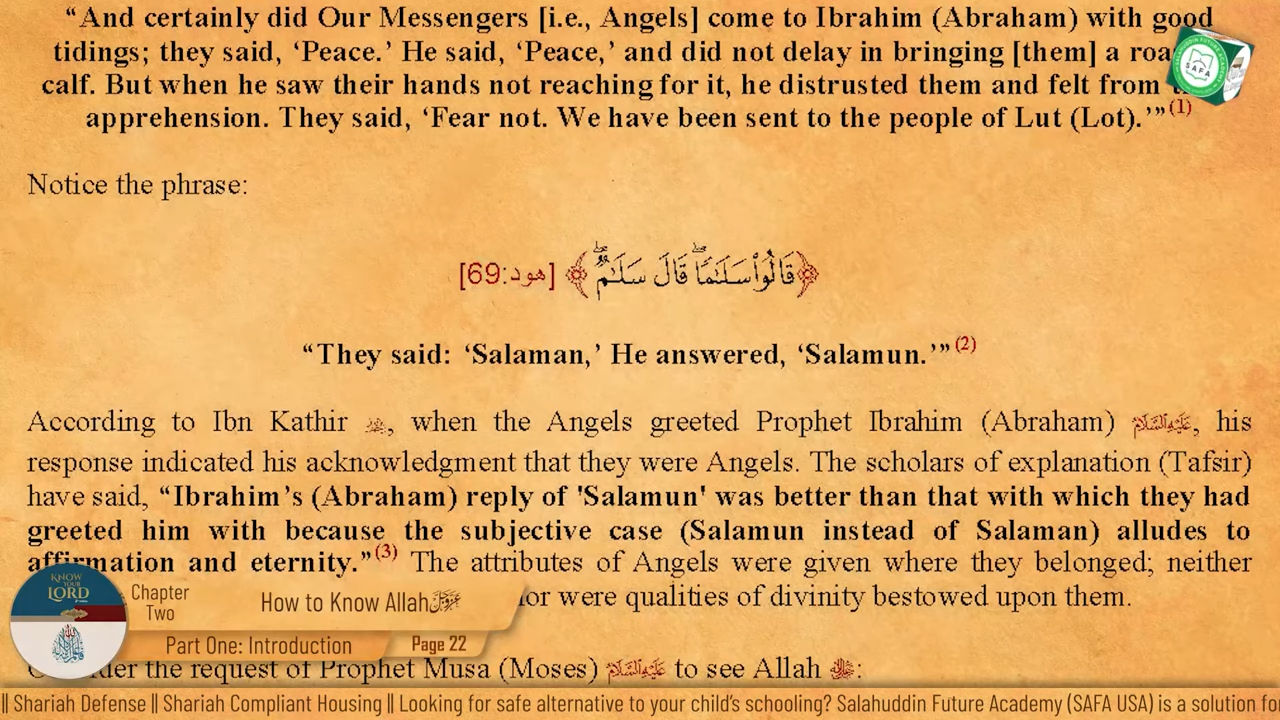 “And certainly did Our Messengers [i.e., Angels] come to Ibrahim (Abraham) with good
tidings; they said, ‘Peace.’ He said, ‘Peace,’ and did not delay in bringing [them] a roa
calf. But when he saw their hands not reaching for it, he distrusted them and felt from
apprehension. They said, ‘Fear not. We have been sent to the people of Lut (Lot).’”(1)
SAFA
Notice the phrase:
﴿قَالُوا۟ سَلَـٰمًۭا ۖ قَالَ سَلَـٰمٌۭ ۖ﴾ [هود:69]
“They said: ‘Salaman,’ He answered, ‘Salamun.’”(2)
According to Ibn Kathir , when the Angels greeted Prophet Ibrahim (Abraham) عَلَيْهِ السَّلَام, his
response indicated his acknowledgment that they were Angels. The scholars of explanation (Tafsir)
have said, “Ibrahim’s (Abraham) reply of 'Salamun' was better than that with which they had
greeted him with because the subjective case (Salamun instead of Salaman) alludes to
affirmation and eternity.”(3) The attributes of Angels were given where they belonged; neither
or were qualities of divinity bestowed upon them.
KNOW
YOUR
LORD
Chapter
Two
How to Know Allah
Part One: Introduction
Page 22
der the request of Prophet Musa (Moses) عَلَيْهِ السَّلَام to see Allah :
|| Shariah Defense || Shariah Compliant Housing || Looking for safe alternative to your child’s schooling? Salahuddin Future Academy (SAFA USA) is a solution fo